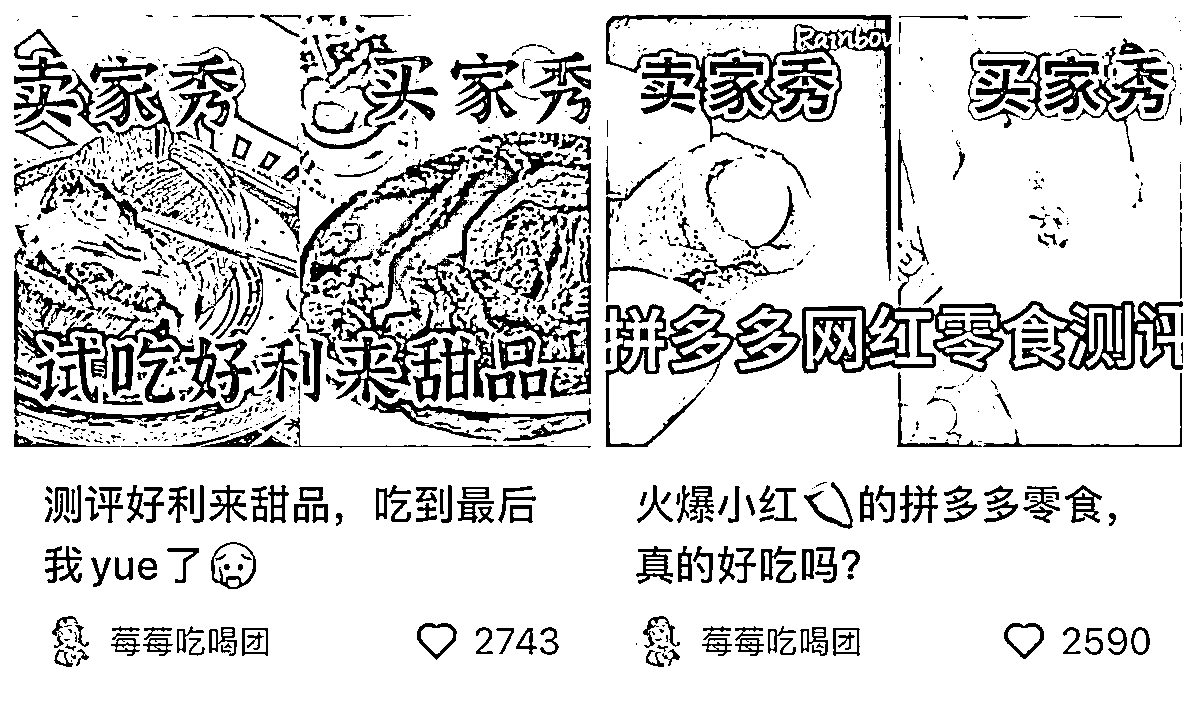 卖家秀
买家秀
试吃好利来甜品
测评好利来甜品，吃到最后
我yue了
莓莓吃喝团
2743
Rainbow
卖家秀
买家秀
拼多多网红零食测评
火爆小红的拼多多零食，
真的好吃吗？
莓莓吃喝团
2590